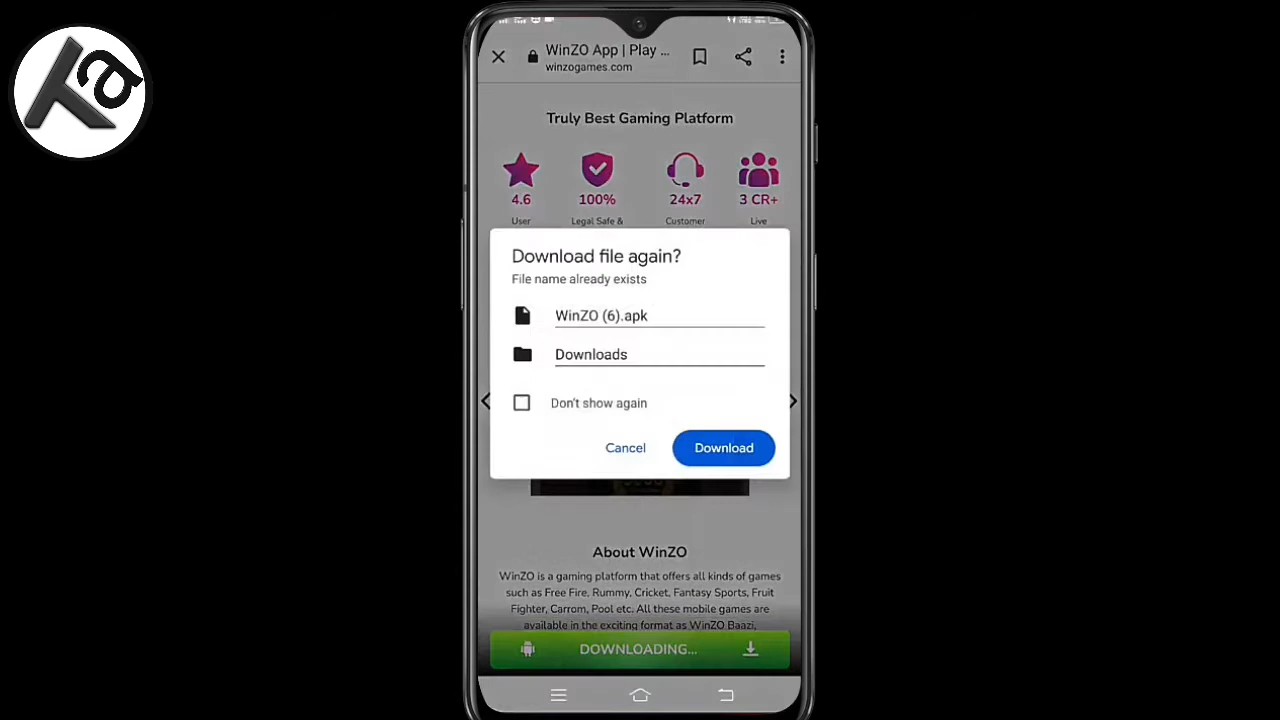 Ta
WinZO App | Play ...
winzogames.com
Truly Best Gaming Platform
4.6
100%
24x7
3 CR+
User
Legal Safe &
Customer
Live
Download file again?
File name already exists
WinZO (6).apk
Downloads
Don't show again
Cancel
Download
About WinZO
WinZO is a gaming platform that offers all kinds of games
such as Free Fire, Rummy, Cricket, Fantasy Sports, Fruit
Fighter, Carrom, Pool etc. All these mobile games are
available in the exciting format as WinZO Baazi,
DOWNLOADING...